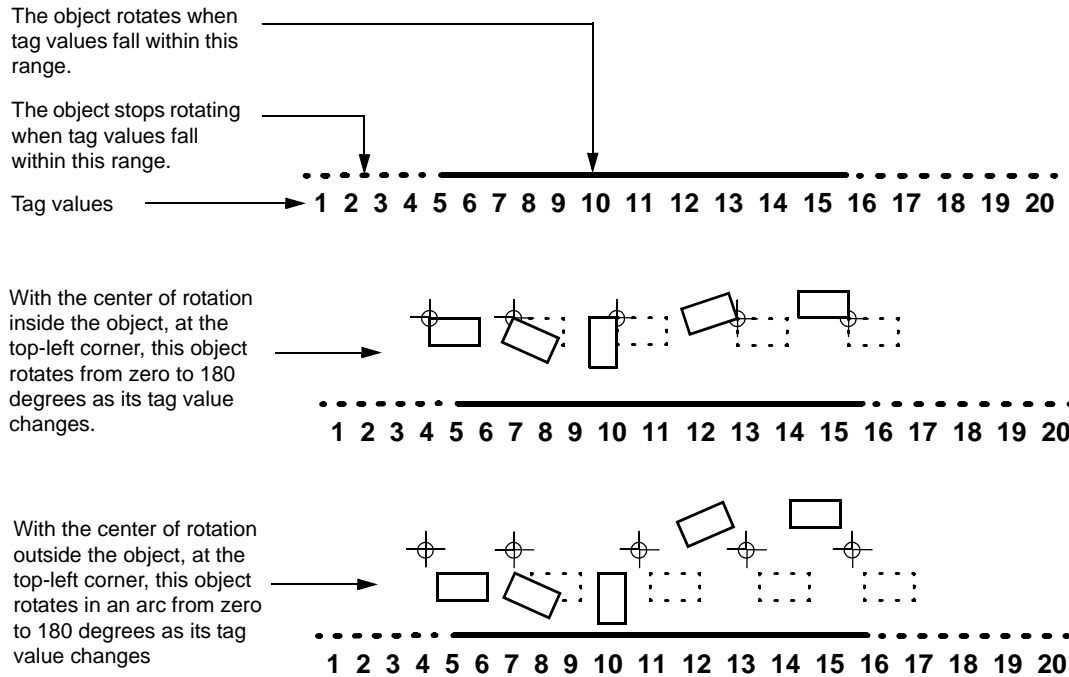 The object rotates when
tag values fall within this
range.
The object stops rotating
when tag values fall
within this range.
Tag values
1 2 3 4 5 6 7 8 9 10 11 12 13 14 15 16 17 18 19 20
With the center of rotation
inside the object, at the
top-left corner, this object
rotates from zero to 180
degrees as its tag value
changes.
1 2 3 4 5 6 7 8 9 10 11 12 13 14 15 16 17 18 19 20
With the center of rotation
outside the object, at the
top-left corner, this object
rotates in an arc from zero
to 180 degrees as its tag
value changes
1 2 3 4 5 6 7 8 9 10 11 12 13 14 15 16 17 18 19 20